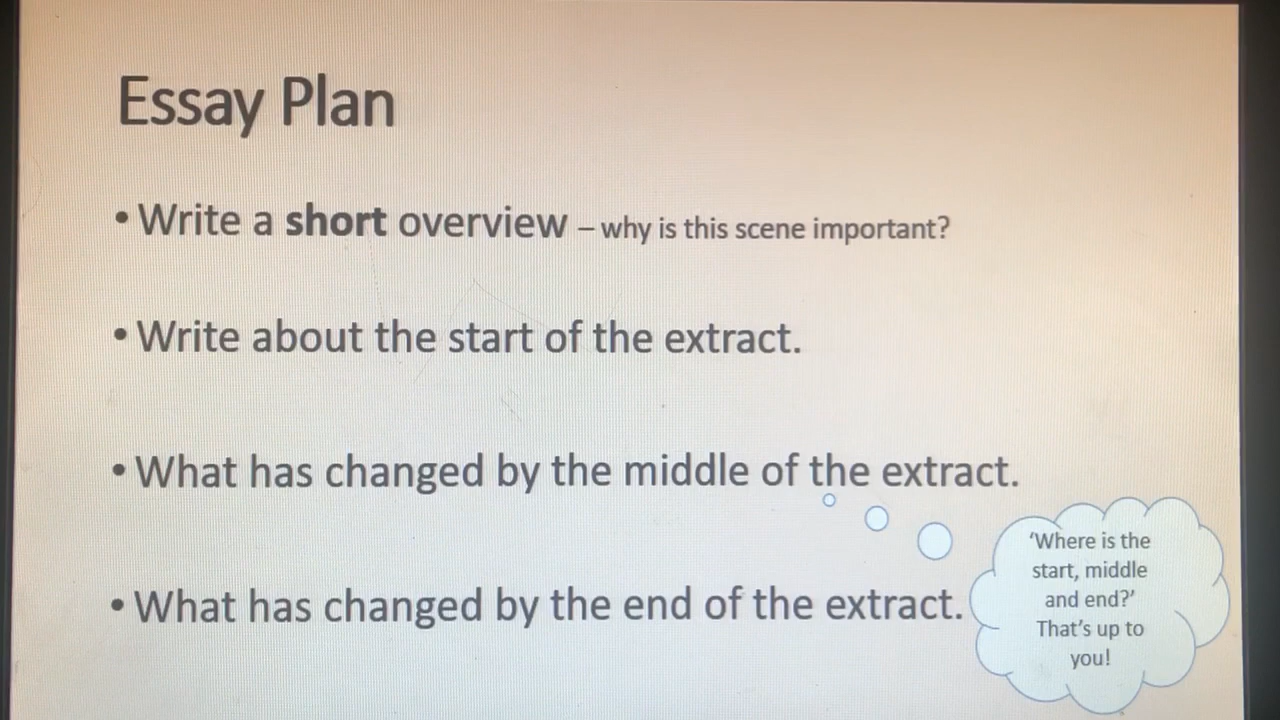 Essay Plan
• Write a short overview – why is this scene important?
• Write about the start of the extract.
• What has changed by the middle of the extract.
• What has changed by the end of the extract.
‘Where is the
start, middle
and end?’
That’s up to
you!